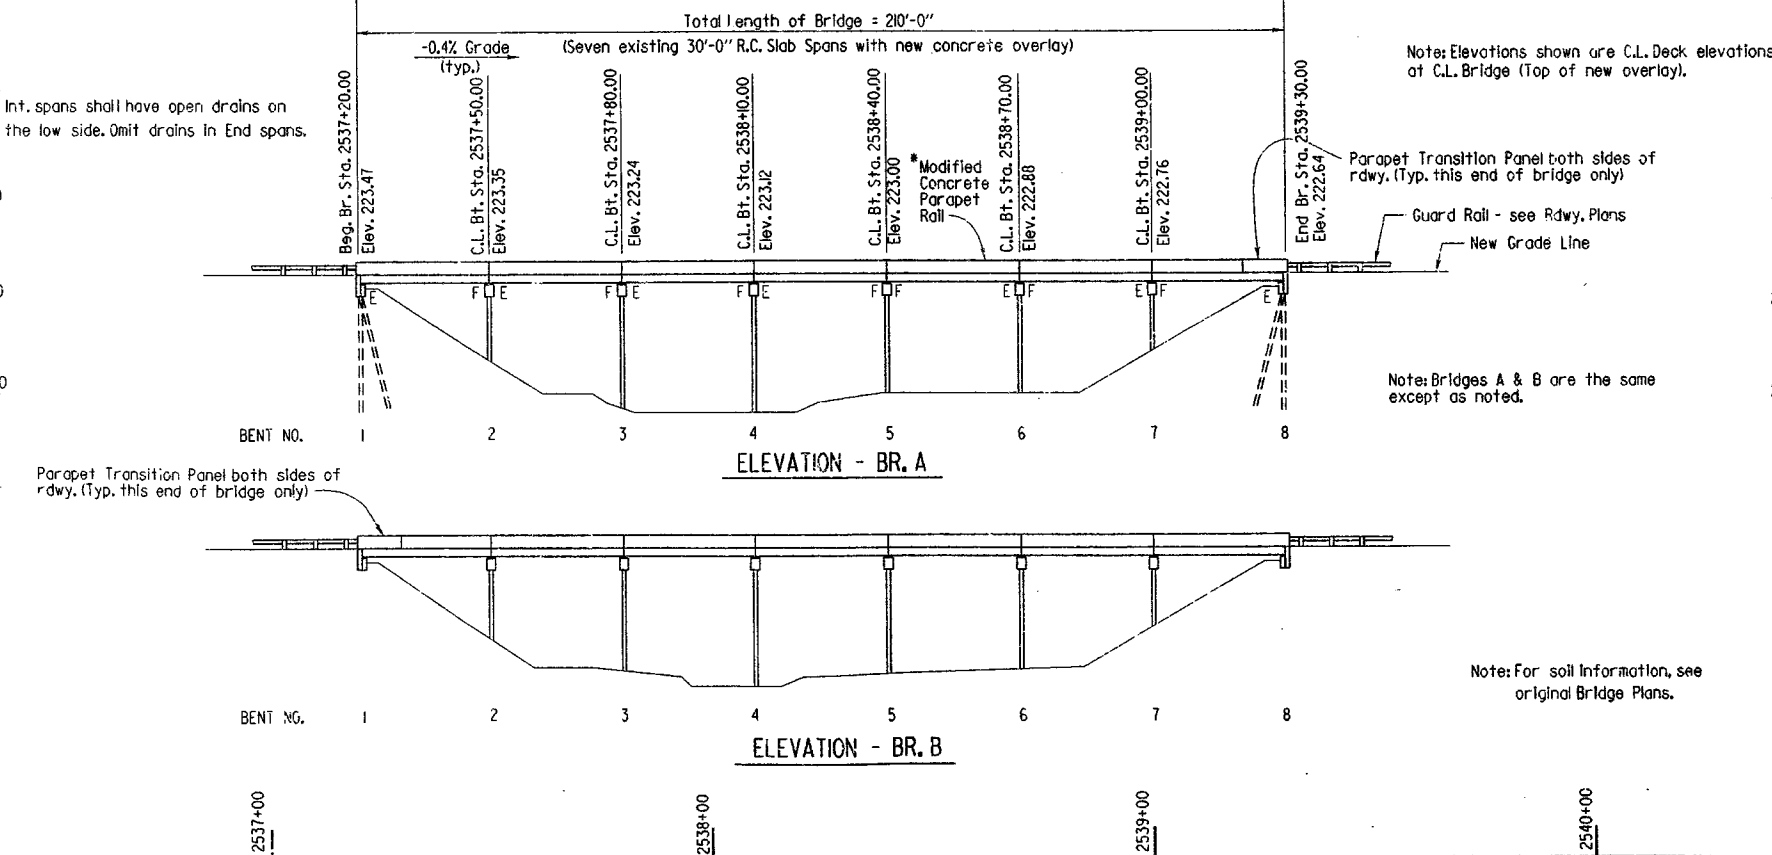 Total Length of Bridge = 210'-0"
-0.4% Grade
(typ.)
(Seven existing 30'-0" R.C. Slab Spans with new concrete overlay)
Note: Elevations shown are C.L. Deck elevations
at C.L. Bridge (Top of new overlay).
Int. spans shall have open drains on
the low side. Omit drains in End spans.
Beg. Br. Sta. 2537+20.00
Elev. 223.47
C.L. Bt. Sta. 2537+50.00
Elev. 223.35
C.L. Bt. Sta. 2537+80.00
Elev. 223.24
C.L. Bt. Sta. 2538+10.00
Elev. 223.12
C.L. Bt. Sta. 2538+40.00
Elev. 223.00
*Modified
Concrete
Parapet
Rail
C.L. Bt. Sta. 2538+70.00
Elev. 222.88
C.L. Bt. Sta. 2539+00.00
Elev. 222.76
End Br. Sta. 2539+30.00
Elev. 222.64
Parapet Transition Panel both sides of
rdwy. (Typ. this end of bridge only)
Guard Rail - see Rdwy. Plans
New Grade Line
E F E F E F E F F E F E F E
Note: Bridges A & B are the same
except as noted.
BENT NO. 1 2 3 4 5 6 7 8
ELEVATION - BR. A
Parapet Transition Panel both sides of
rdwy. (Typ. this end of bridge only)
Note: For soil information, see
original Bridge Plans.
BENT NO. 1 2 3 4 5 6 7 8
ELEVATION - BR. B
2537+00
2538+00
2539+00
2540+00